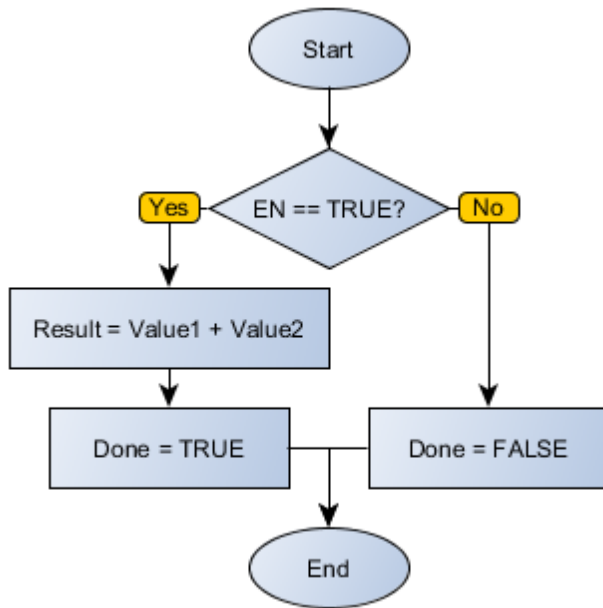 Start
EN == TRUE?
Yes
No
Result = Value1 + Value2
Done = TRUE
Done = FALSE
End